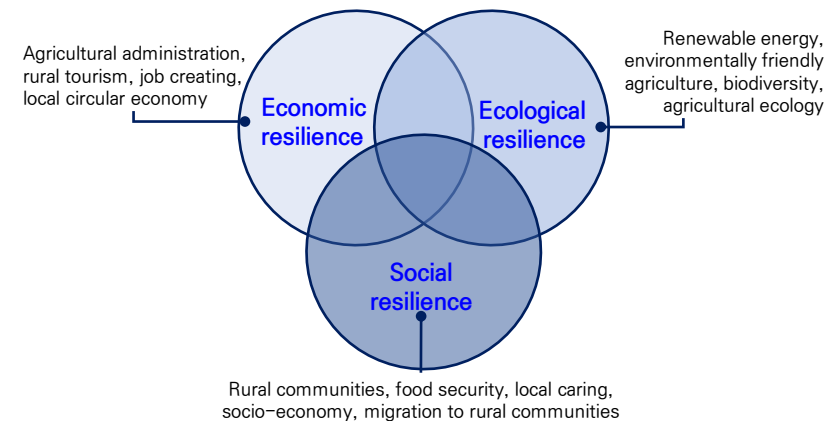 Agricultural administration,
rural tourism, job creating,
local circular economy
Renewable energy,
environmentally friendly
agriculture, biodiversity,
agricultural ecology
Economic
resilience
Ecological
resilience
Social
resilience
Rural communities, food security, local caring,
socio-economy, migration to rural communities